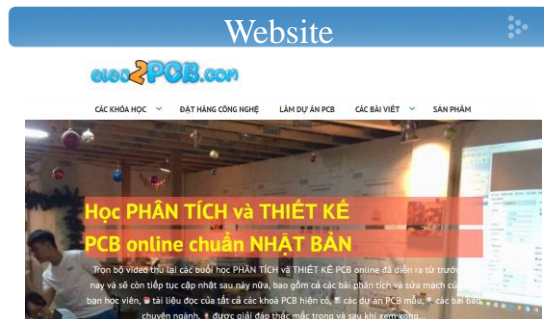 Website
eleo2PCB.com
CÁC KHÓA HỌC ĐẶT HÀNG CÔNG NGHỆ LÀM DỰ ÁN PCB CÁC BÀI VIẾT SẢN PHẨM
Học PHÂN TÍCH và THIẾT KẾ
PCB online chuẩn NHẬT BẢN
Trọn bộ video thu lại các buổi học PHÂN TÍCH và THIẾT KẾ PCB online đã diễn ra từ trước
nay và sẽ còn tiếp tục cập nhật sau này nữa, bao gồm cả các bài phân tích và sửa mạch của
bạn học viên, tài liệu đọc của tất cả các khoá PCB hiện có, các dự án PCB mẫu, các bài báo
chuyên ngành, được giải đáp thắc mắc trong và sau khi xem xong...